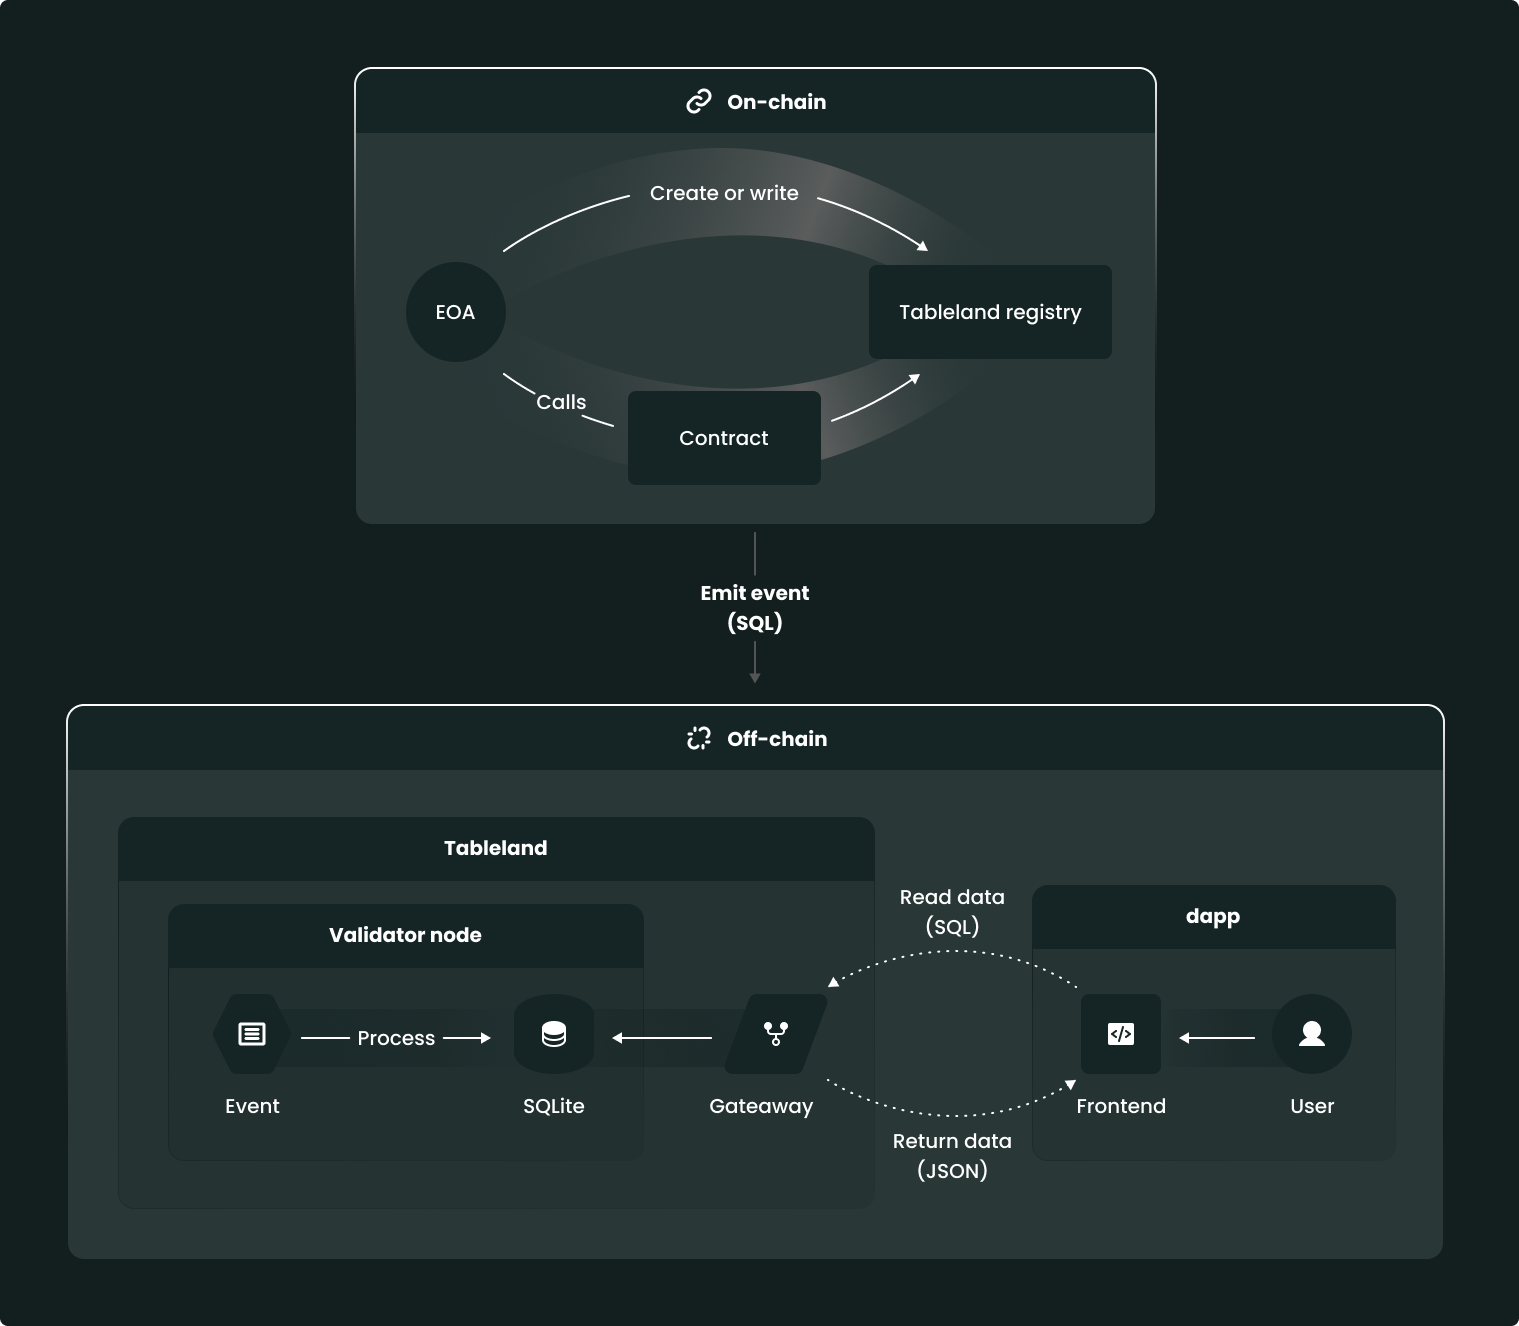 On-chain
Create or write
EOA
Tableland registry
Calls
Contract
Emit event
(SQL)
Off-chain
Tableland
Validator node
Process
Event
SQLite
Gateaway
Read data
(SQL)
Return data
(JSON)
dapp
Frontend
User